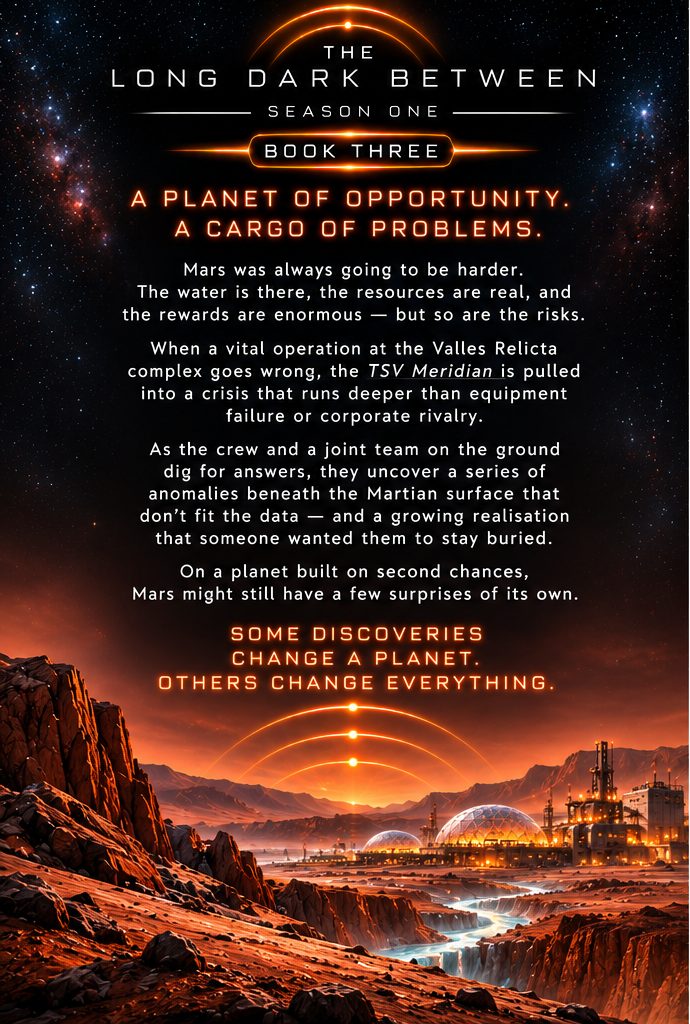 THE
LONG DARK BETWEEN
SEASON ONE
BOOK THREE
A PLANET OF OPPORTUNITY.
A CARGO OF PROBLEMS.
Mars was always going to be harder.
The water is there, the resources are real, and
the rewards are enormous — but so are the risks.
When a vital operation at the Valles Relicta
complex goes wrong, the TSV Meridian is pulled
into a crisis that runs deeper than equipment
failure or corporate rivalry.
As the crew and a joint team on the ground
dig for answers, they uncover a series of
anomalies beneath the Martian surface that
don't fit the data — and a growing realisation
that someone wanted them to stay buried.
On a planet built on second chances,
Mars might still have a few surprises of its own.
SOME DISCOVERIES
CHANGE A PLANET.
OTHERS CHANGE EVERYTHING.